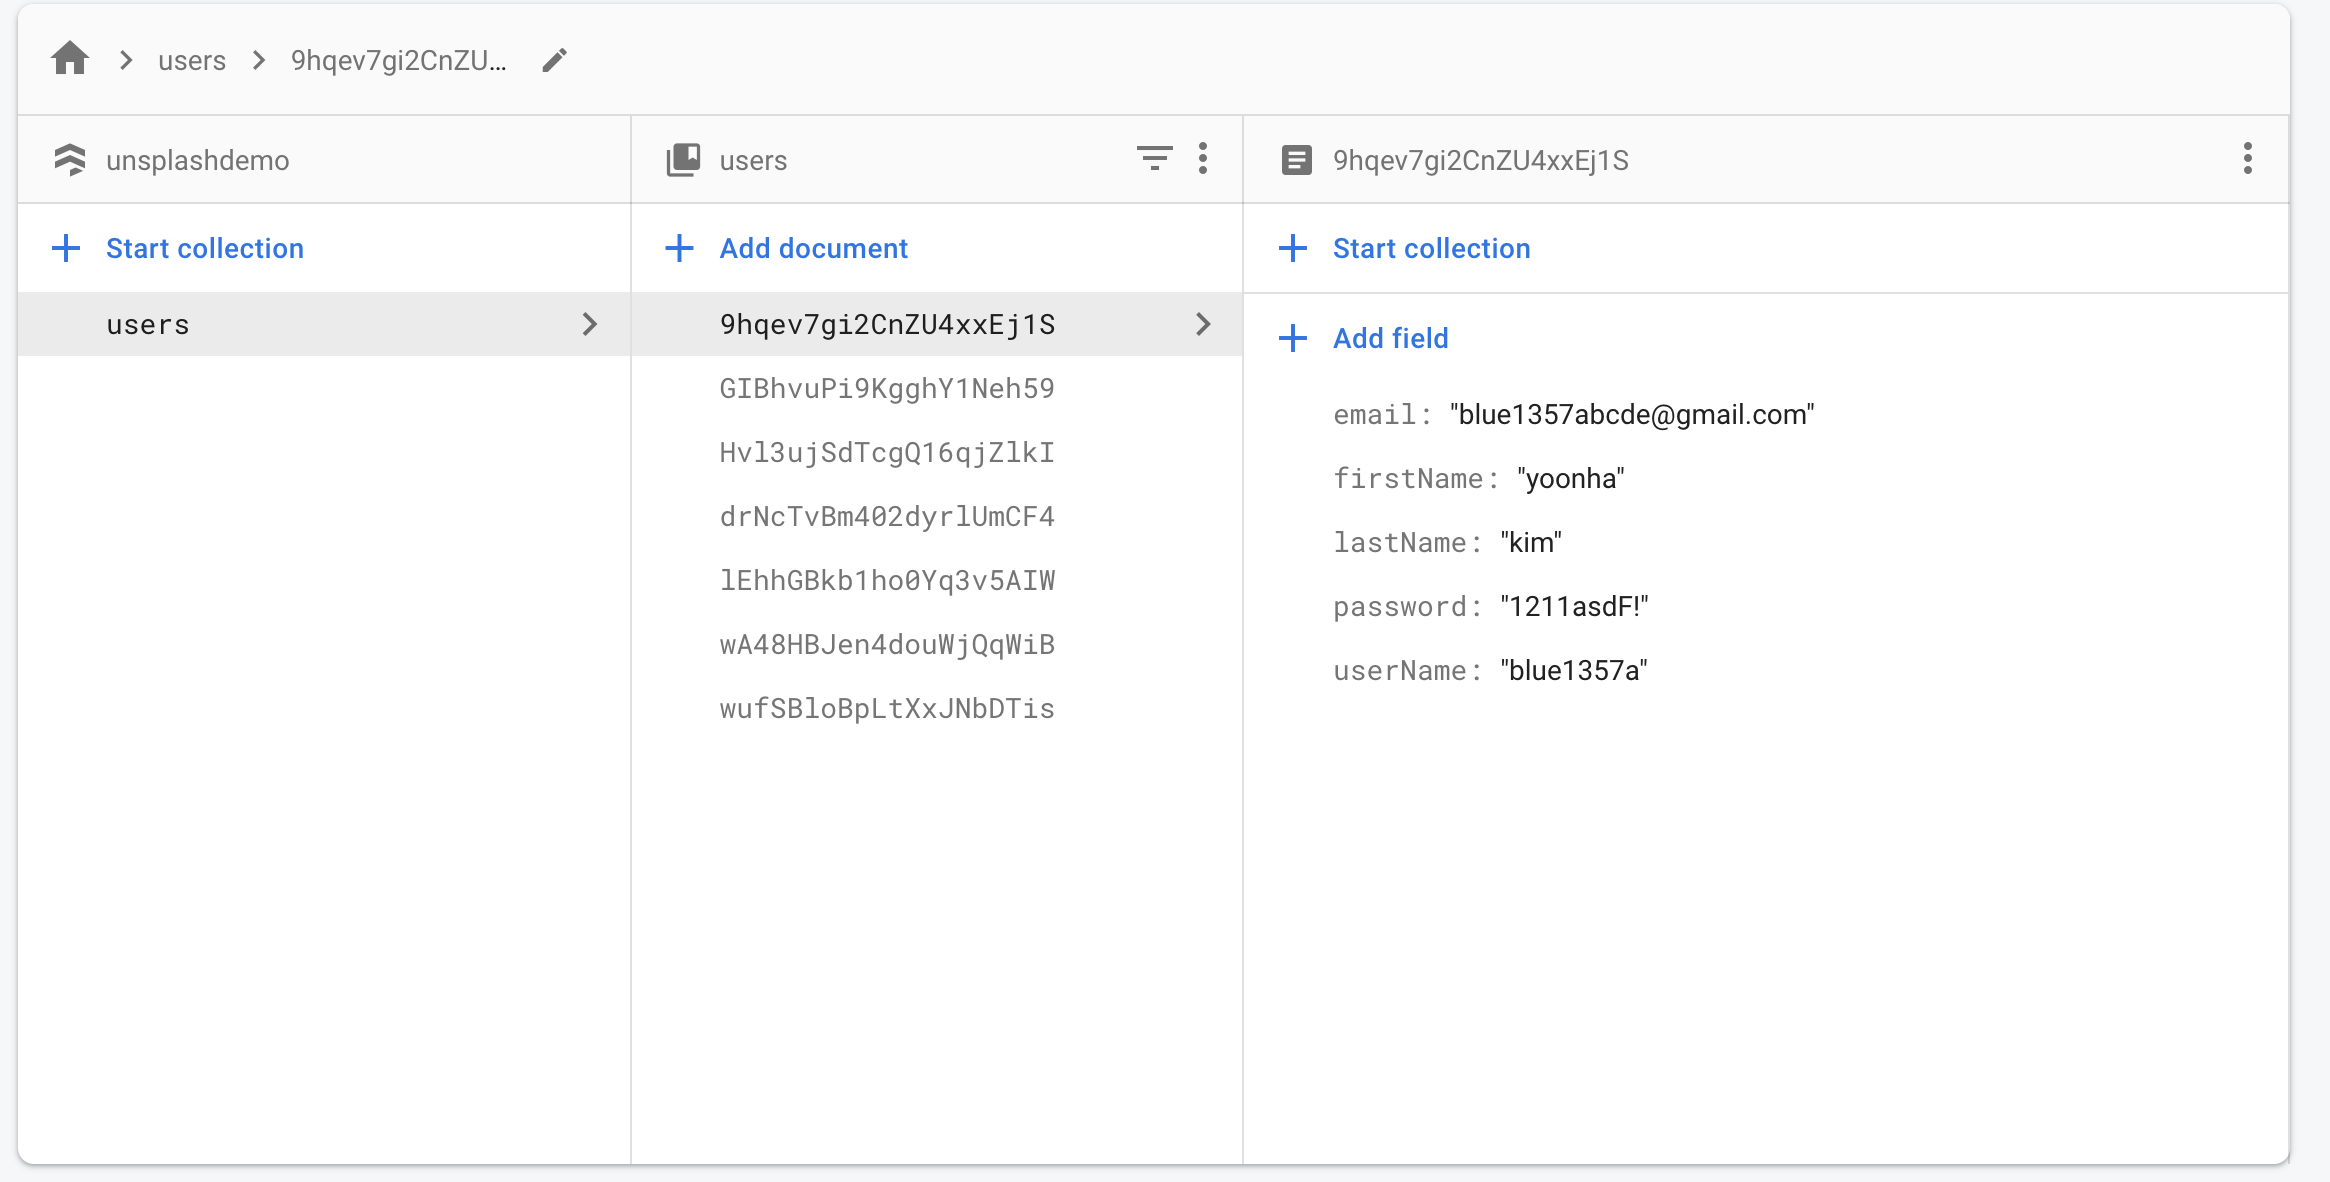 users 9hqev7gi2CnZU...
unsplashdemo
Start collection
users
users
Add document
9hqev7gi2CnZU4xxEj1S
GIBhvuPi9KgghY1Neh59
Hvl3ujSdTcgQ16qjZlkI
drNcTvBm402dyrlUmCF4
lEhhGBkb1ho0Yq3v5AIW
wA48HBJen4douWjQqWiB
wufSBloBpLtXxJNbDTis
9hqev7gi2CnZU4xxEj1S
Start collection
Add field
email: "blue1357abcde@gmail.com"
firstName: "yoonha"
lastName: "kim"
password: "1211asdF!"
userName: "blue1357a"